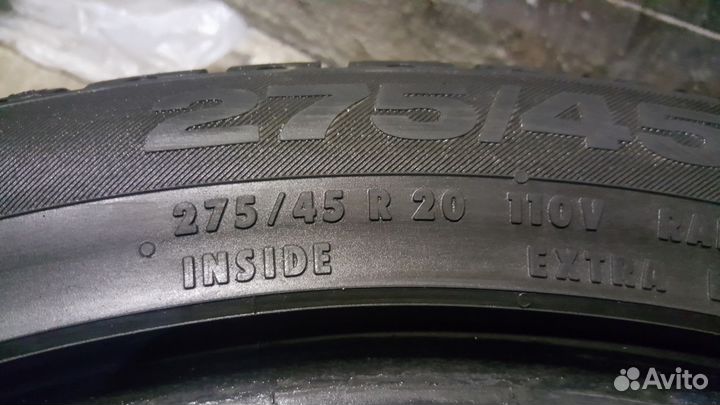 275/45
275/45 R 20 110V
INSIDE EXTRA
Avito